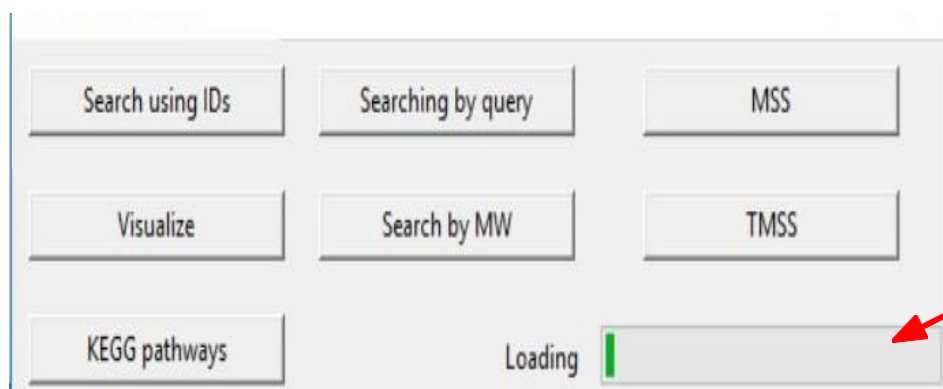 Search using IDs
Searching by query
MSS
Visualize
Search by MW
TMSS
KEGG pathways
Loading